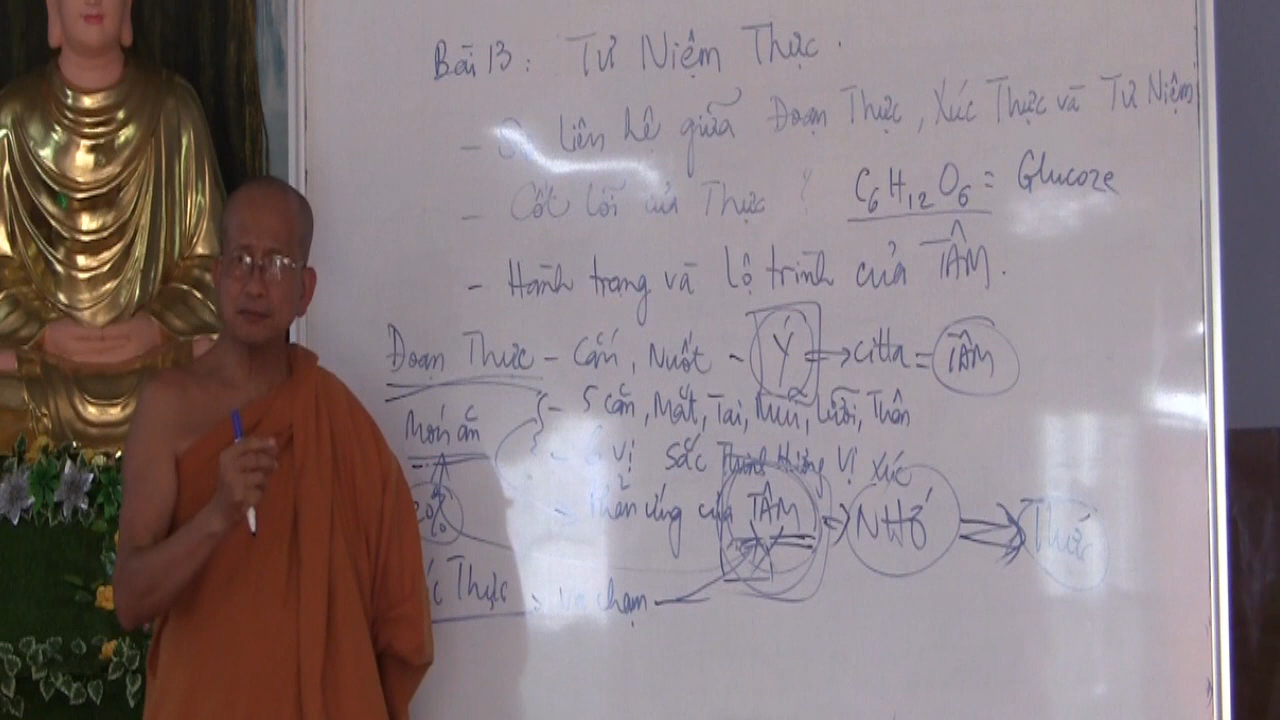 Bài 13 : Tư Niệm Thực .
- liên hệ giữa Đoạn Thực, Xúc Thực và Tư Niệm
- Cốt lõi của Thực ? C6H12O6 = Glucoze
- Hành trạng và lộ trình của TÂM .
Đoạn Thực - Cắn, Nuốt - Ý → citta = TÂM
- 5 căn, Mắt, Tai, Mũi, Lưỡi, Thân
Món ăn
- 6 vị Sắc Thinh Hương Vị Xúc
20%
- Phản ứng của TÂM → NHỚ → Thức
c Thực → va chạm